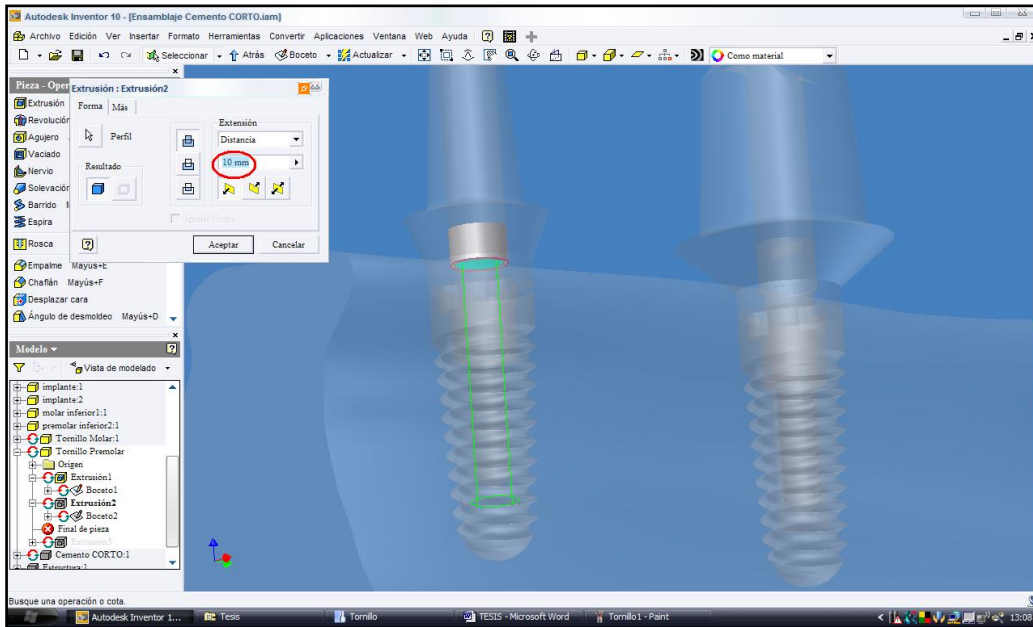 Autodesk Inventor 10 - [Ensamblaje Cemento CORTO.iam]
Archivo Edición Ver Insertar Formato Herramientas Convertir Aplicaciones Ventana Web Ayuda
Seleccionar Atrás Boceto Actualizar Como material
Pieza - Oper
Extrusión
Revolución
Agujero
Vaciado
Nervio
Solevación
Barrido
Espira
Rosca
Empalme Mayús+E
Chaflán Mayús+F
Desplazar cara
Ángulo de desmoldeo Mayús+D
Extrusión : Extrusión2
Forma Más
Perfil
Resultado
Extensión
Distancia
10 mm
Igualar forma
Aceptar Cancelar
Modelo
Vista de modelado
implante:1
implante:2
molar inferior1:1
premolar inferior2:1
Tornillo Molar:1
Tornillo Premolar
Origen
Extrusión1
Boceto1
Extrusión2
Boceto2
Final de pieza
Extrusión3
Cemento CORTO:1
Estructura:1
Busque una operación o cota.
Autodesk Inventor 1... Tesis Tornillo TESIS - Microsoft Word Tornillo1 - Paint 13:08